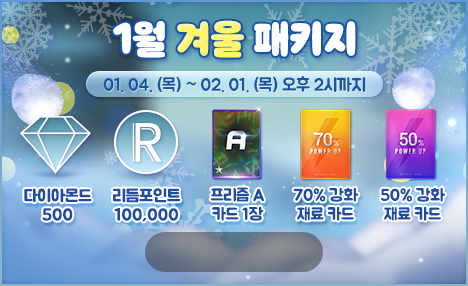 1월 겨울 패키지
01. 04. (목) ~ 02. 01. (목) 오후 2시까지
R
A
70%
POWER UP
50%
POWER UP
다이아몬드
500
리듬포인트
100,000
프리즘 A
카드 1장
70% 강화
재료 카드
50% 강화
재료 카드